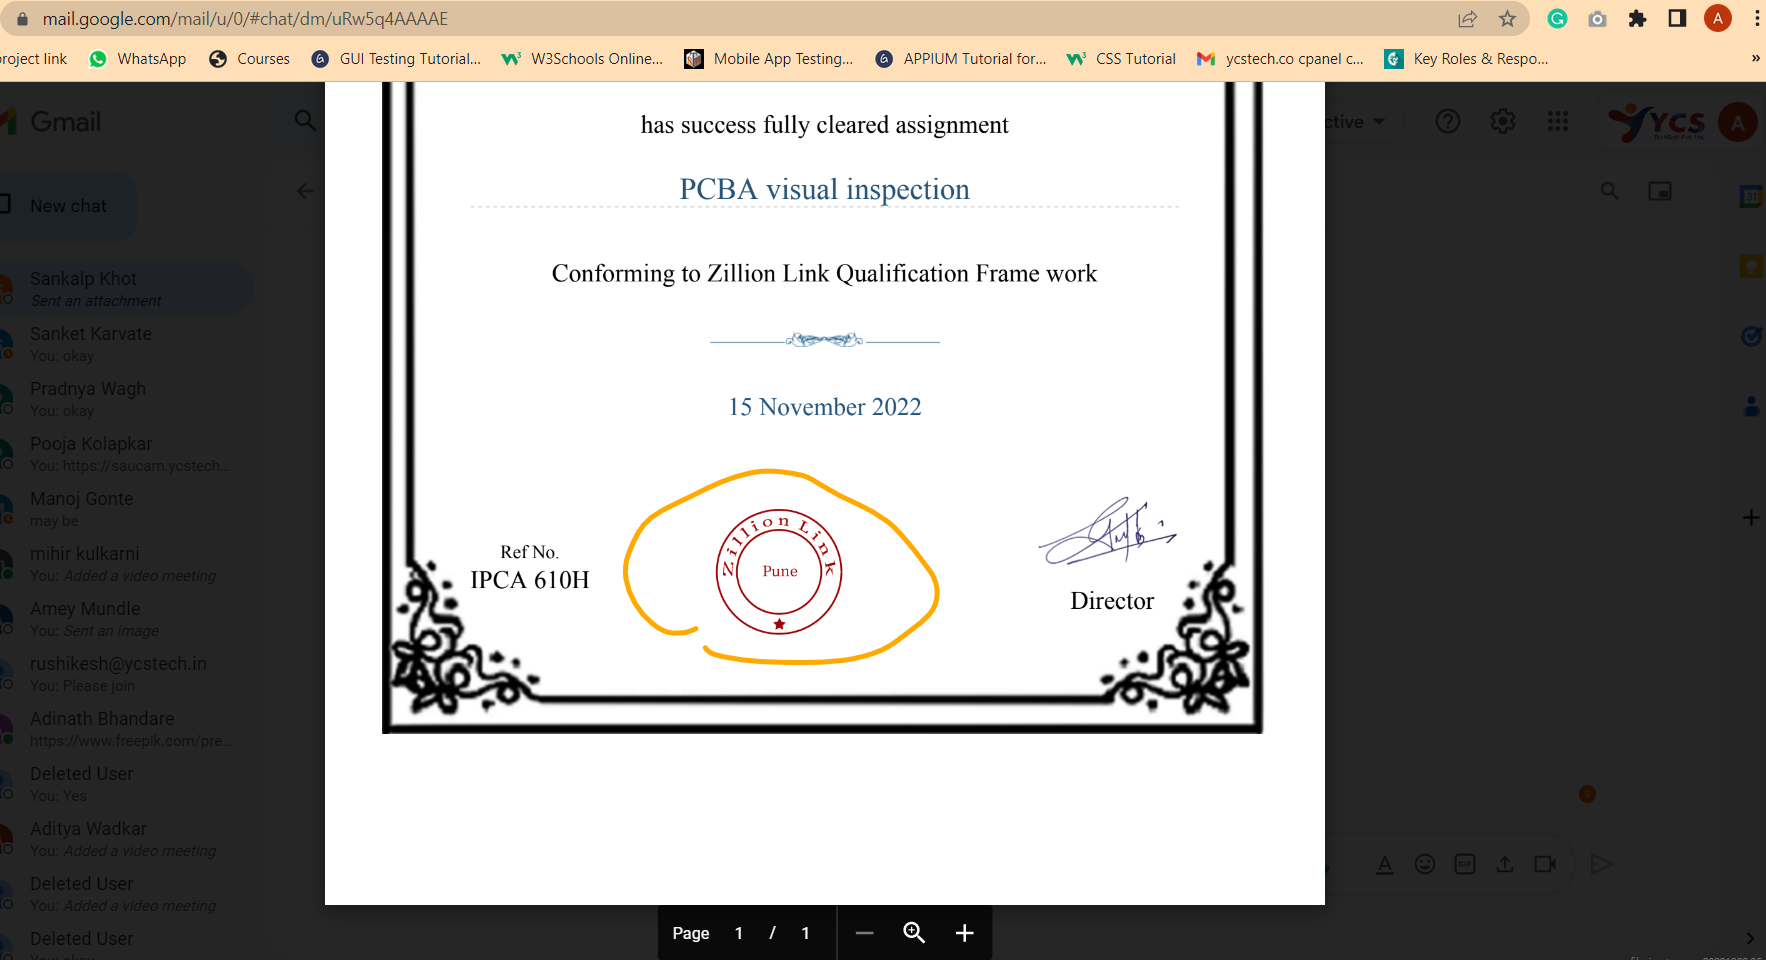 mail.google.com/mail/u/0/#chat/dm/uRw5q4AAAAE
A
project link
WhatsApp
Courses
GUI Testing Tutorial...
W3Schools Online...
Mobile App Testing...
APPIUM Tutorial for...
CSS Tutorial
ycstech.co cpanel c...
Key Roles & Respo...
»
Gmail
ctive
YCS
A
New chat
Sankalp Khot
Sent an attachment
Sanket Karvate
You: okay
Pradnya Wagh
You: okay
Pooja Kolapkar
You: https://saucam.ycstech...
Manoj Gonte
may be
mihir kulkarni
You: Added a video meeting
Amey Mundle
You: Sent an image
rushikesh@ycstech.in
You: Please join
Adinath Bhandare
https://www.freepik.com/pre...
Deleted User
You: Yes
Aditya Wadkar
You: Added a video meeting
Deleted User
You: Added a video meeting
Deleted User
has success fully cleared assignment
PCBA visual inspection
Conforming to Zillion Link Qualification Frame work
15 November 2022
Ref No.
IPCA 610H
Zillion Link
Pune
Director
31
S
GIF
Page 1 / 1